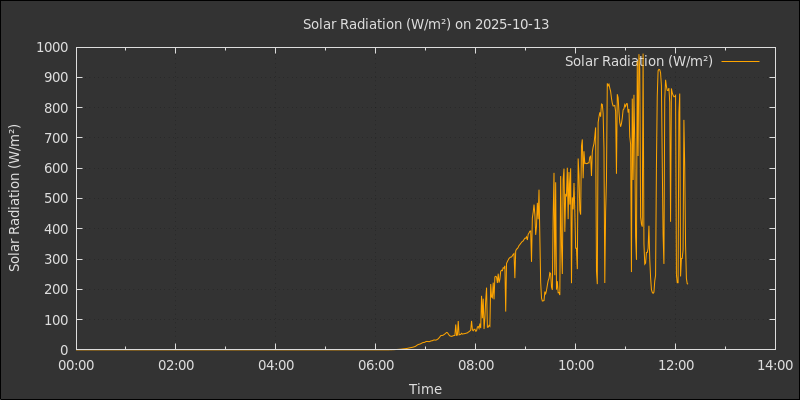 Solar Radiation (W/m²) on 2025-10-13
Solar Radiation (W/m²)
1000
900
800
700
600
500
400
300
200
100
0
Solar Radiation (W/m²)
00:00 02:00 04:00 06:00 08:00 10:00 12:00 14:00
Time